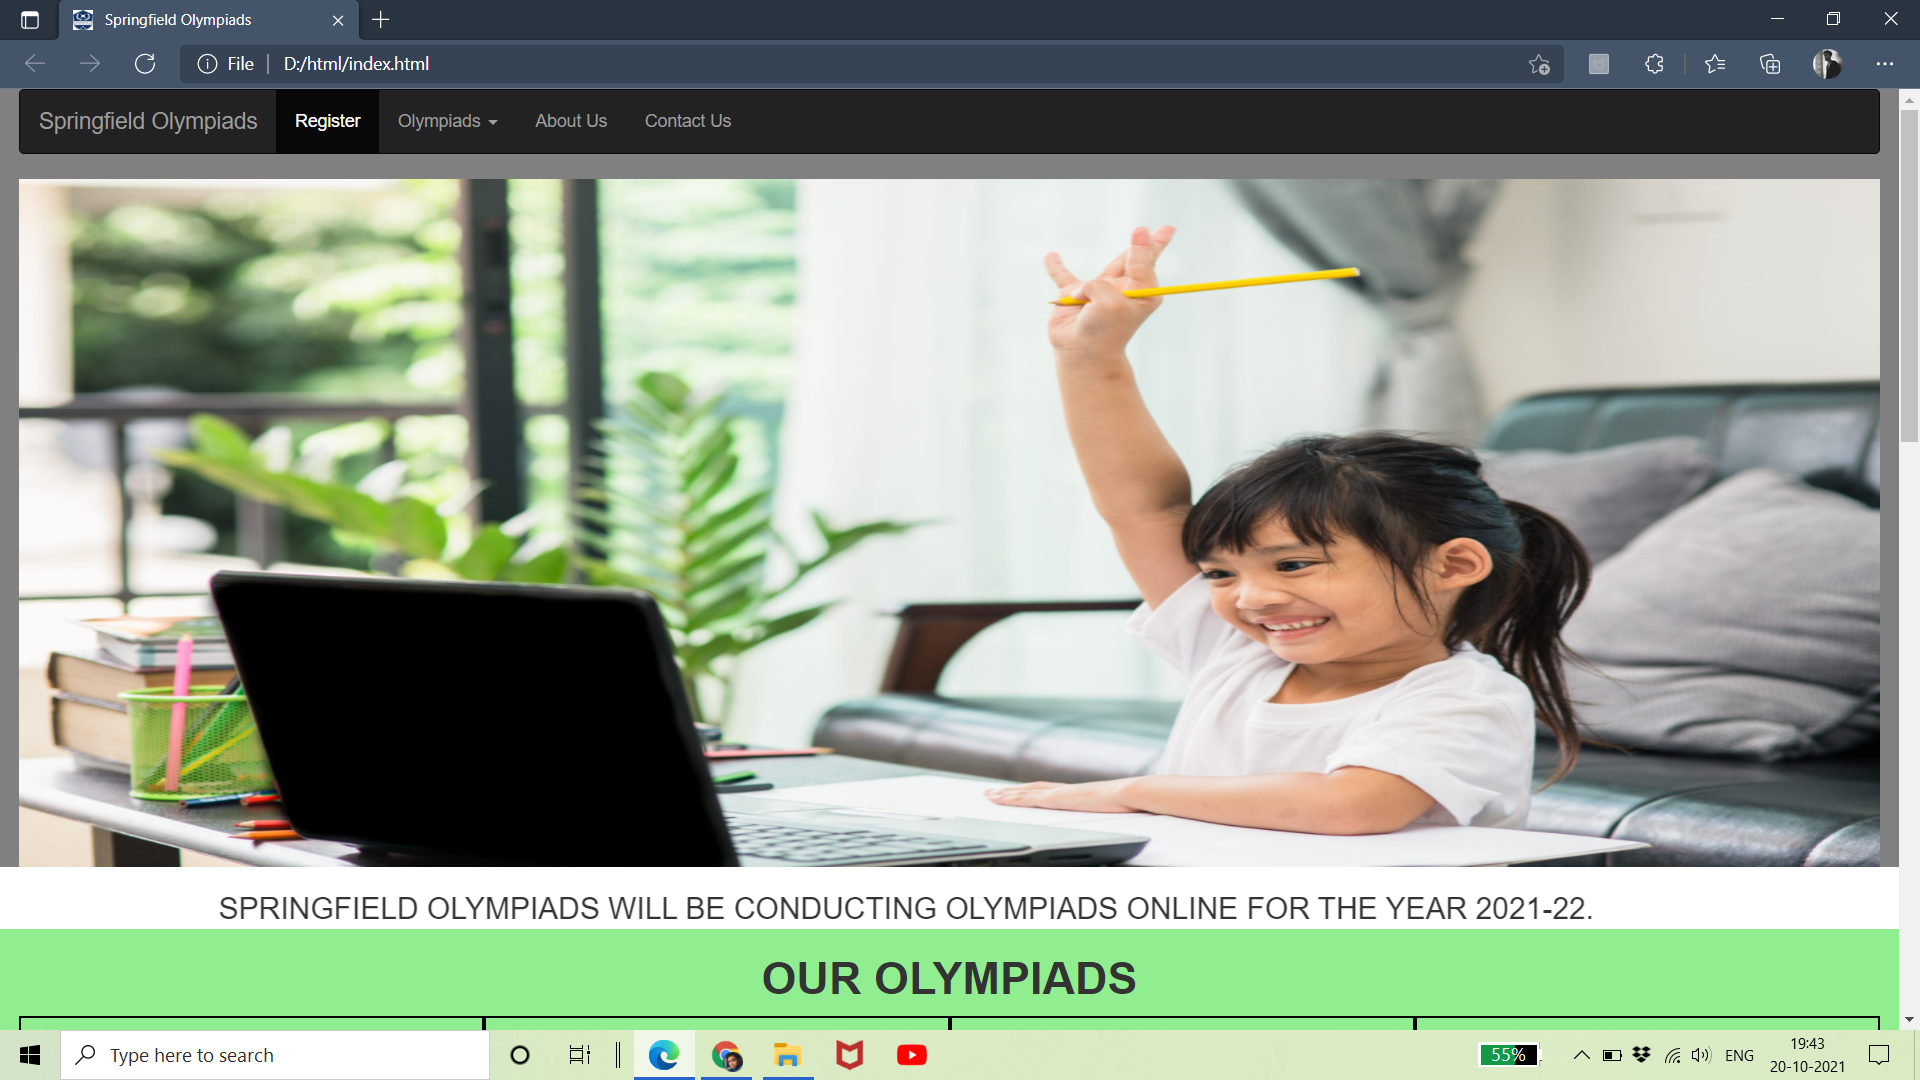 Springfield Olympiads
File D:/html/index.html
Springfield Olympiads Register Olympiads About Us Contact Us
SPRINGFIELD OLYMPIADS WILL BE CONDUCTING OLYMPIADS ONLINE FOR THE YEAR 2021-22.
OUR OLYMPIADS
Type here to search
55%
ENG
19:43
20-10-2021